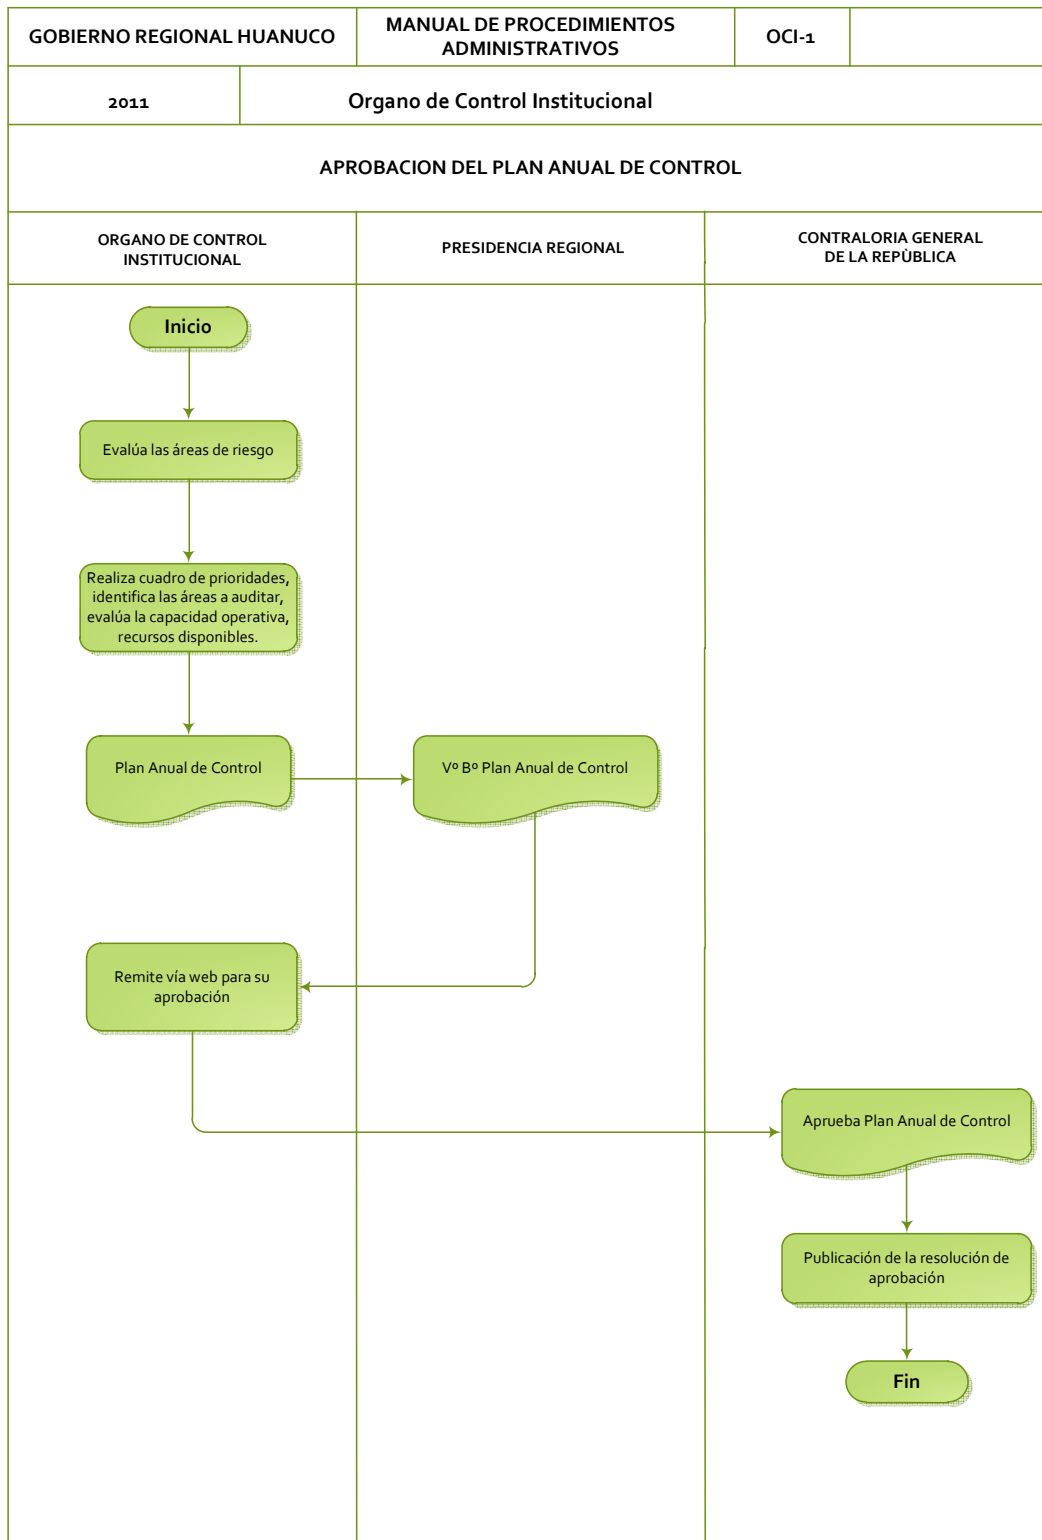 GOBIERNO REGIONAL HUANUCO
MANUAL DE PROCEDIMIENTOS
ADMINISTRATIVOS
OCI-1
2011
Organo de Control Institucional
APROBACION DEL PLAN ANUAL DE CONTROL
ORGANO DE CONTROL
INSTITUCIONAL
PRESIDENCIA REGIONAL
CONTRALORIA GENERAL
DE LA REPÙBLICA
Inicio
Evalúa las áreas de riesgo
Realiza cuadro de prioridades,
identifica las áreas a auditar,
evalúa la capacidad operativa,
recursos disponibles.
Plan Anual de Control
Vº Bº Plan Anual de Control
Remite vía web para su
aprobación
Aprueba Plan Anual de Control
Publicación de la resolución de
aprobación
Fin